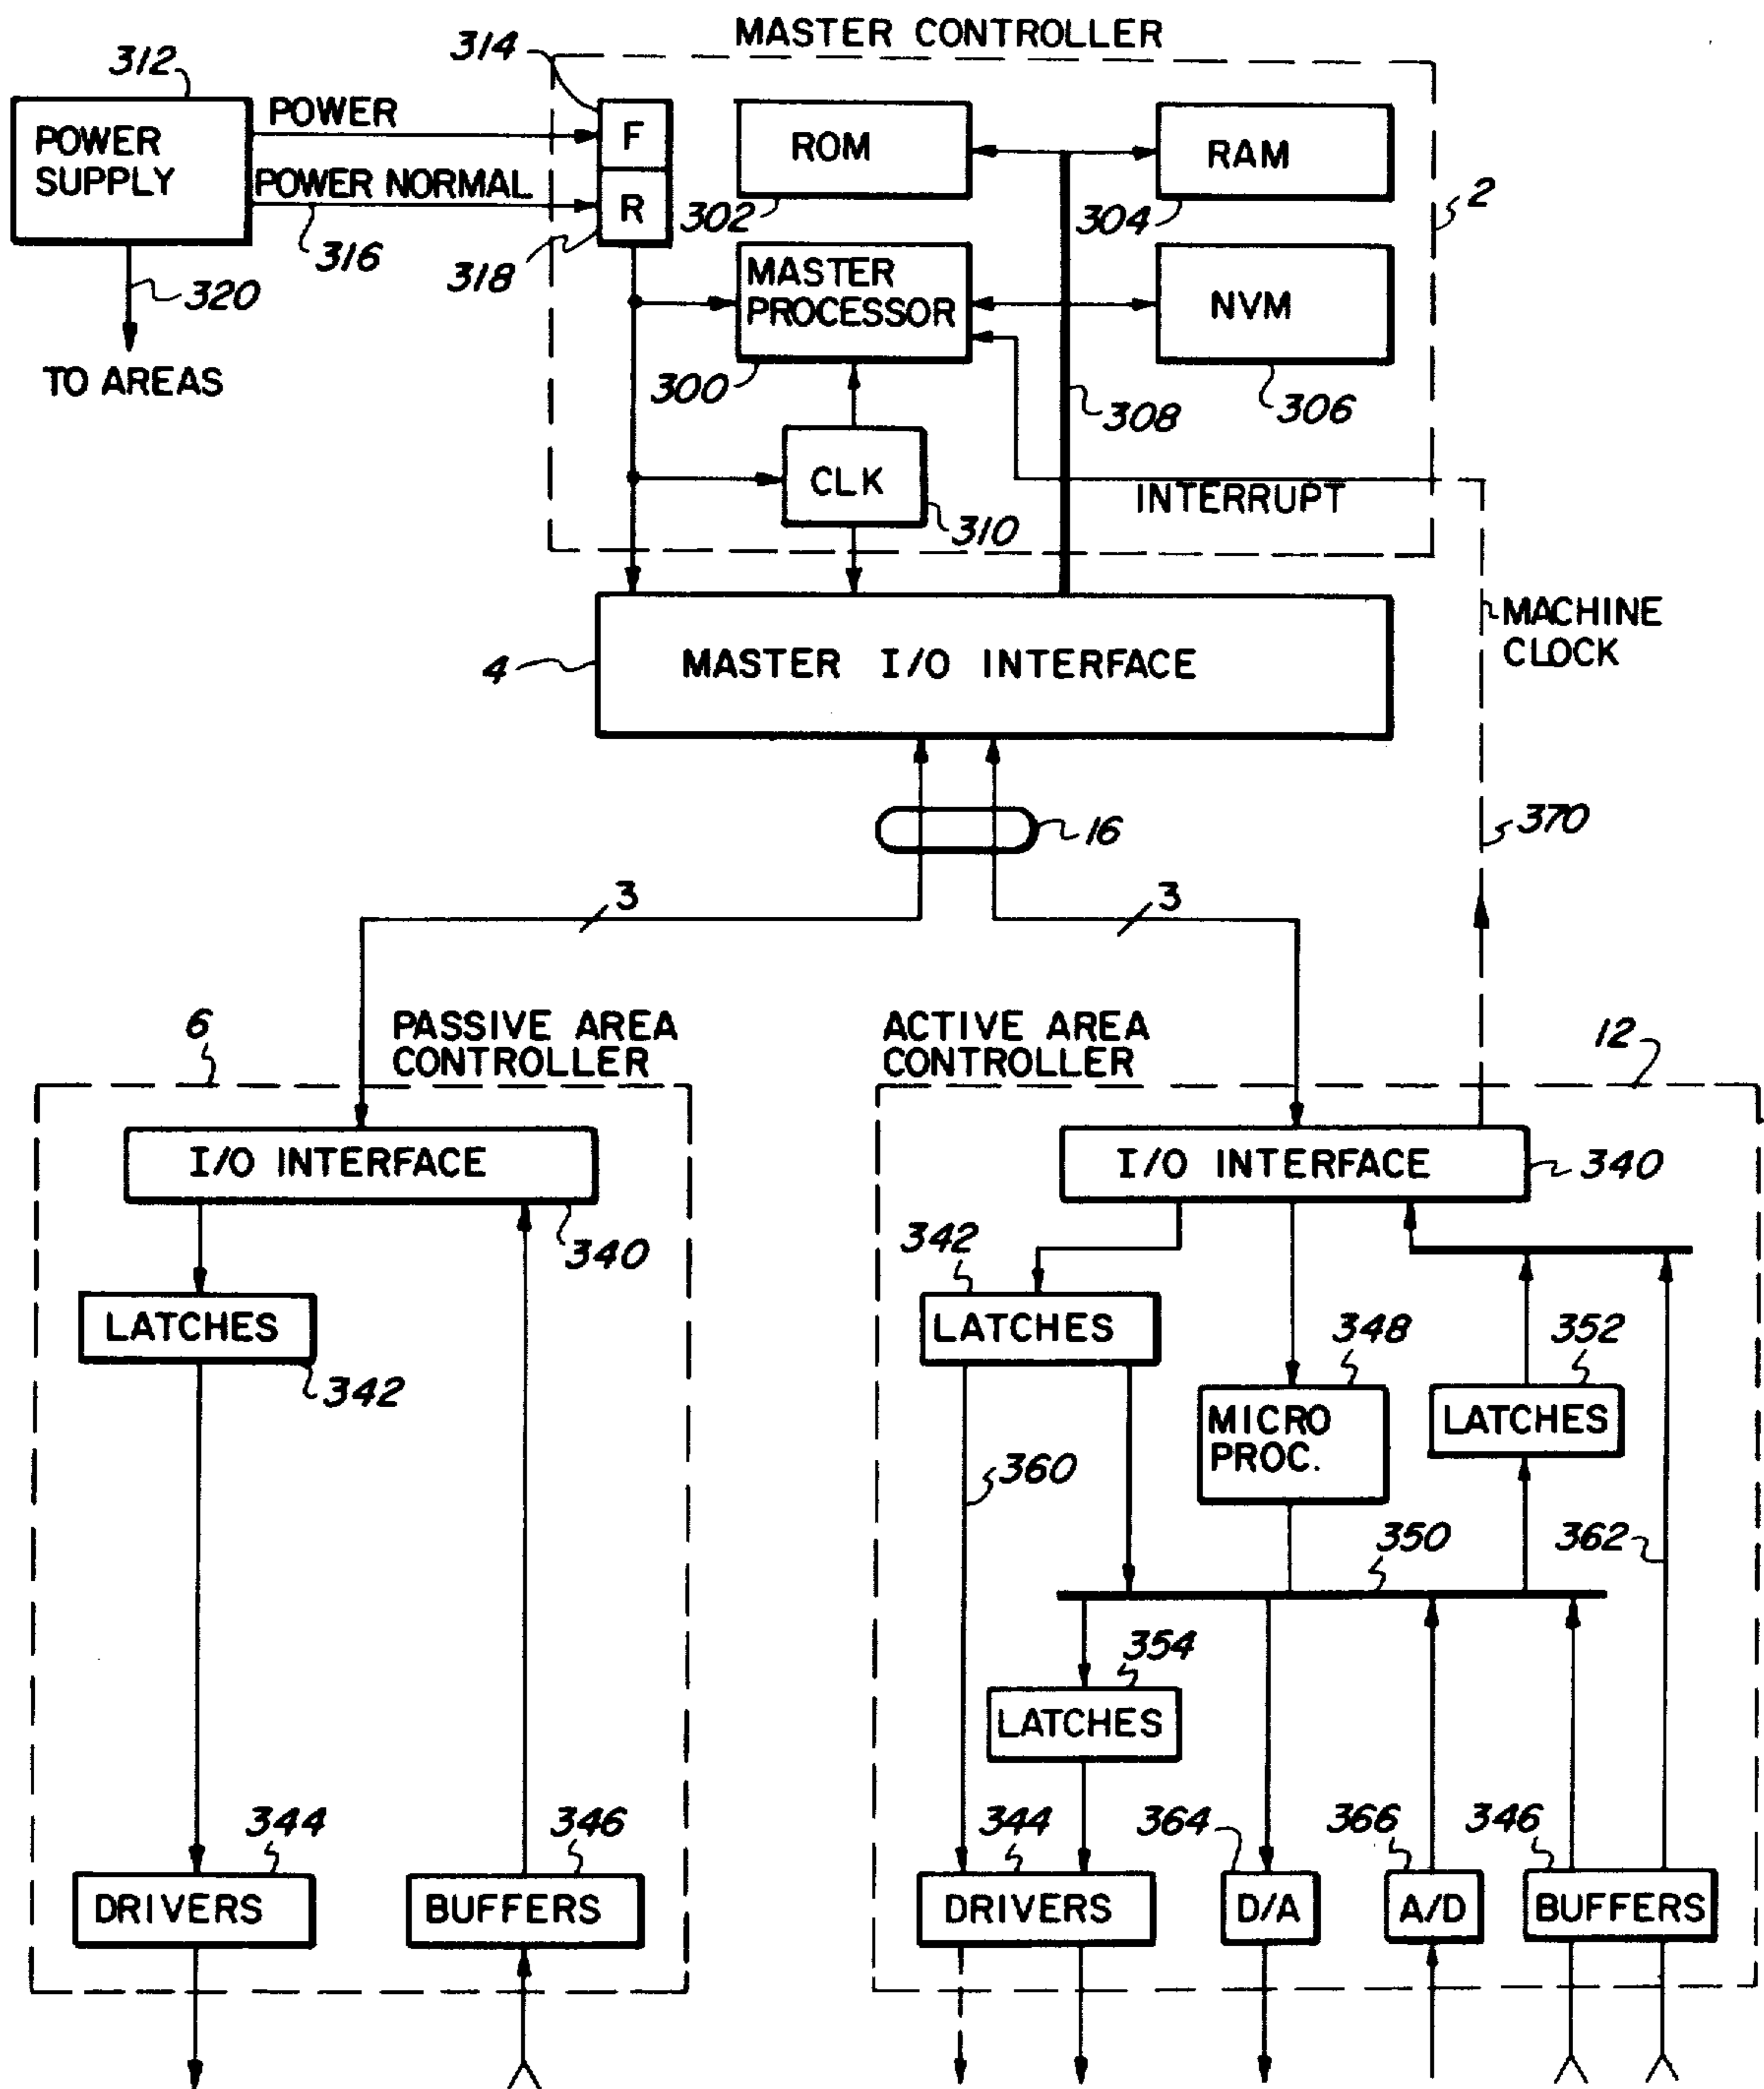 MASTER CONTROLLER
312
314
POWER
POWER
SUPPLY
F
ROM
RAM
POWER NORMAL
R
302
304
2
316
318
320
MASTER
PROCESSOR
NVM
TO AREAS
300
308
306
CLK
INTERRUPT
310
MACHINE
CLOCK
4
MASTER I/O INTERFACE
16
370
3
3
6
PASSIVE AREA
CONTROLLER
ACTIVE AREA
CONTROLLER
12
I/O INTERFACE
I/O INTERFACE
340
340
342
LATCHES
LATCHES
348
352
342
MICRO
PROC.
LATCHES
360
350
362
354
LATCHES
344
346
344
364
366
346
DRIVERS
BUFFERS
DRIVERS
D/A
A/D
BUFFERS